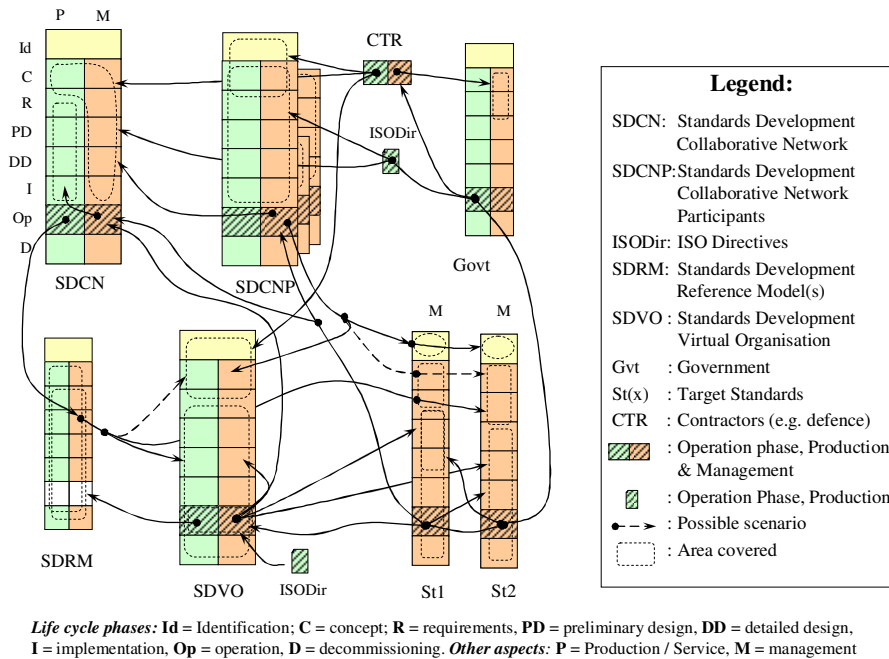 P M
CTR
Id
C
R
PD
DD
I
Op
D
ISODir
SDCN
SDCNP
Govt
M M
SDRM
SDVO
ISODir
St1 St2
Legend:
SDCN: Standards Development
Collaborative Network
SDCNP: Standards Development
Collaborative Network
Participants
ISODir: ISO Directives
SDRM: Standards Development
Reference Model(s)
SDVO : Standards Development
Virtual Organisation
Gvt : Government
St(x) : Target Standards
CTR : Contractors (e.g. defence)
: Operation phase, Production
& Management
: Operation Phase, Production
: Possible scenario
: Area covered
Life cycle phases: Id = Identification; C = concept; R = requirements, PD = preliminary design, DD = detailed design,
I = implementation, Op = operation, D = decommissioning. Other aspects: P = Production / Service, M = management